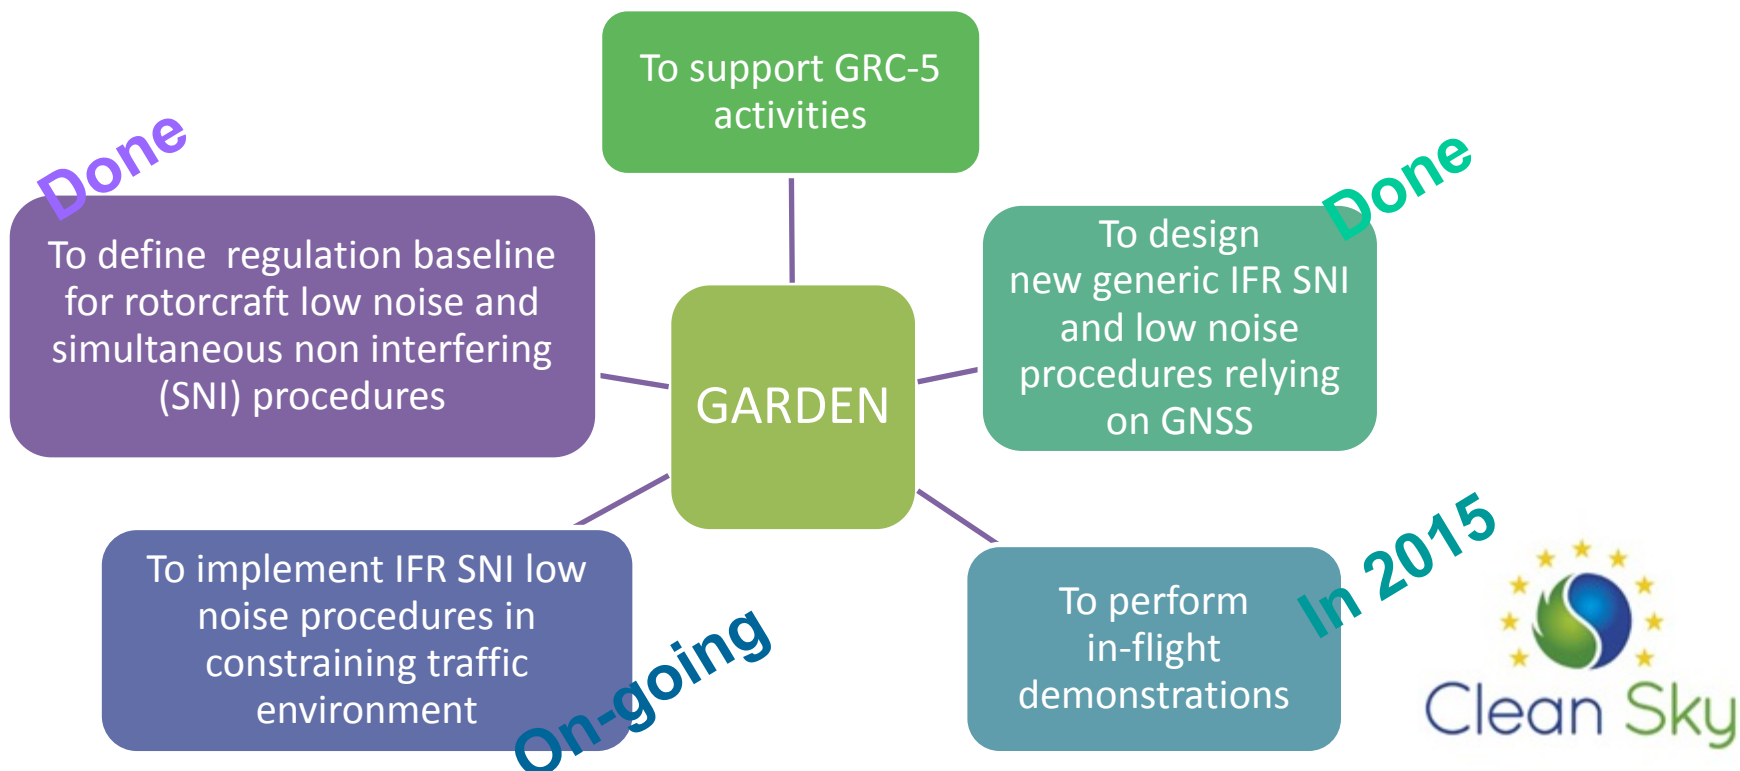 To support GRC-5
activities
Done
To define regulation baseline
for rotorcraft low noise and
simultaneous non interfering
(SNI) procedures
Done
To design
new generic IFR SNI
and low noise
procedures relying
on GNSS
GARDEN
To implement IFR SNI low
noise procedures in
constraining traffic
environment
On-going
To perform
in-flight
demonstrations
In 2015
Clean Sky